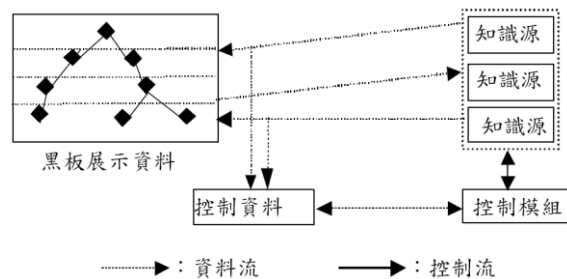 知識源
知識源
知識源
黑板展示資料
控制資料
控制模組
：資料流
：控制流